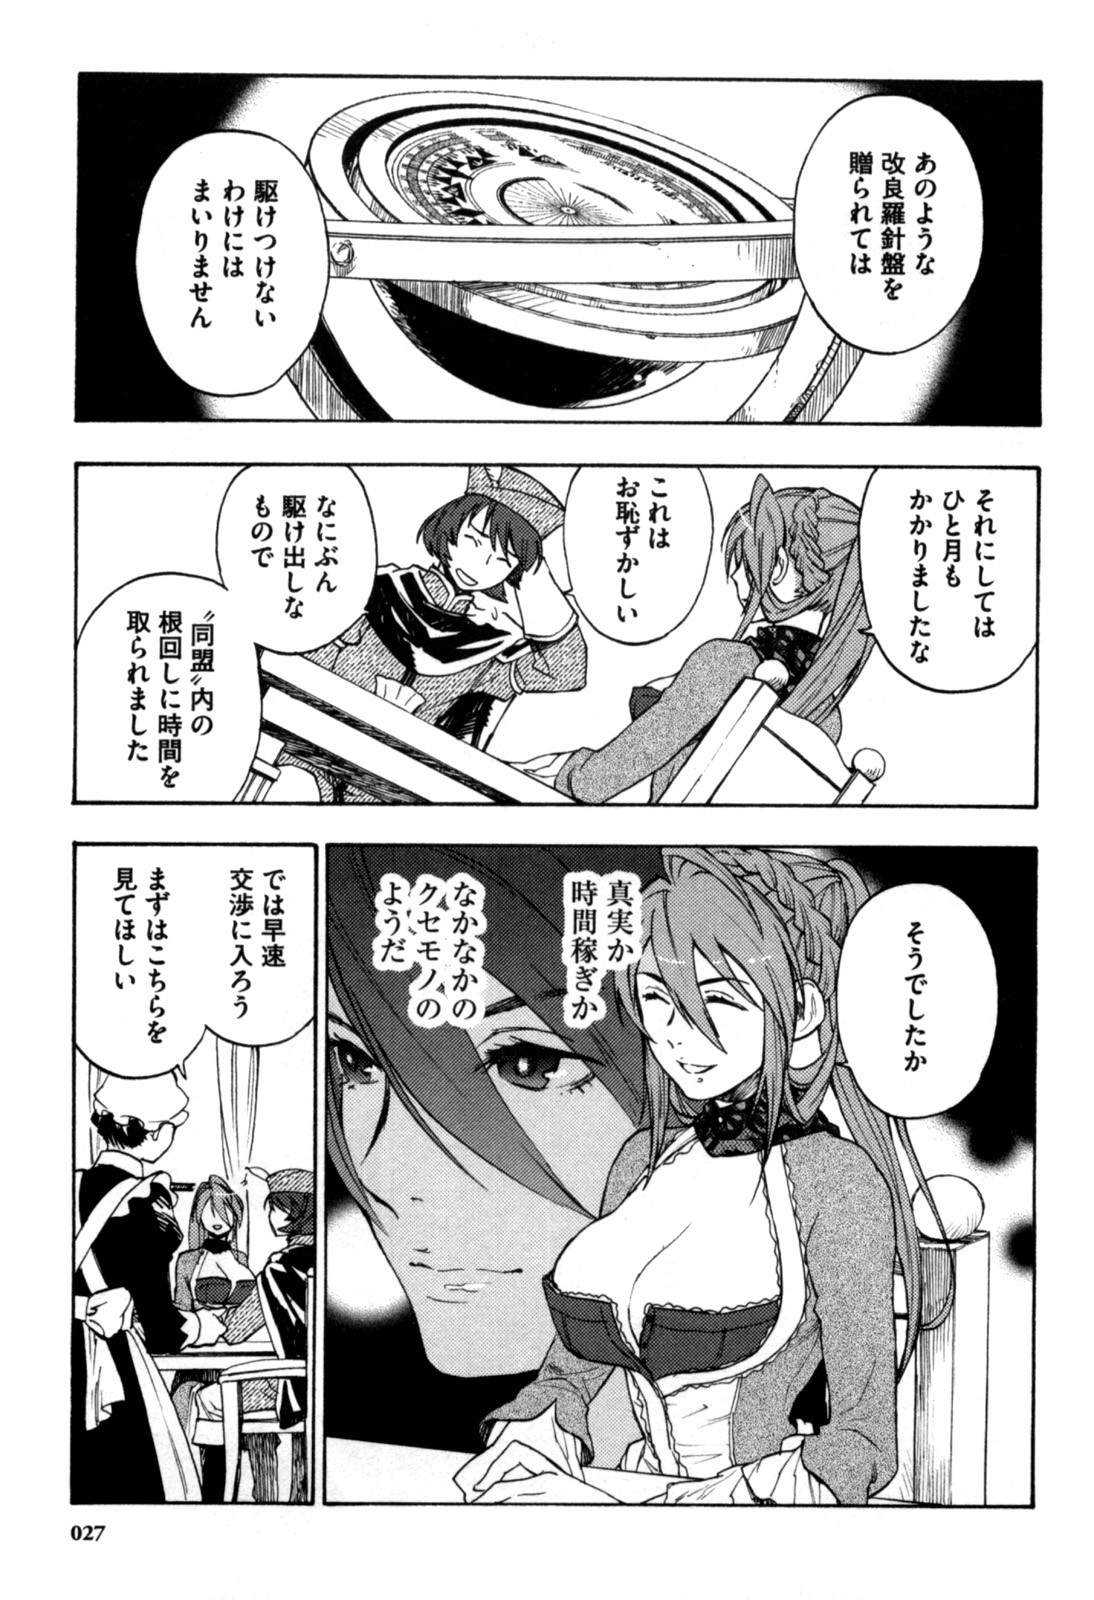 あのような
改良羅針盤を
贈られては
駆けつけない
わけには
まいりません
それにしては
ひと月も
かかりましたな
これは
お恥ずかしい
なにぶん
駆け出しな
もので
〝同盟〟内の
根回しに時間を
取られました
そうでしたか
真実か
時間稼ぎか
なかなかの
クセモノの
ようだ
では早速
交渉に入ろう
まずはこちらを
見てほしい
027